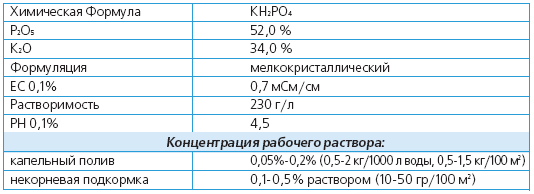 Химическая Формула KH₂PO₄
P₂O₅ 52,0 %
K₂O 34,0 %
Формуляция мелкокристаллический
EC 0,1% 0,7 мСм/см
Растворимость 230 г/л
PH 0,1% 4,5
Концентрация рабочего раствора:
капельный полив 0,05%-0,2% (0,5-2 кг/1000 л воды, 0,5-1,5 кг/100 м²)
некорневая подкормка 0,1-0,5% раствором (10-50 гр/100 м²)